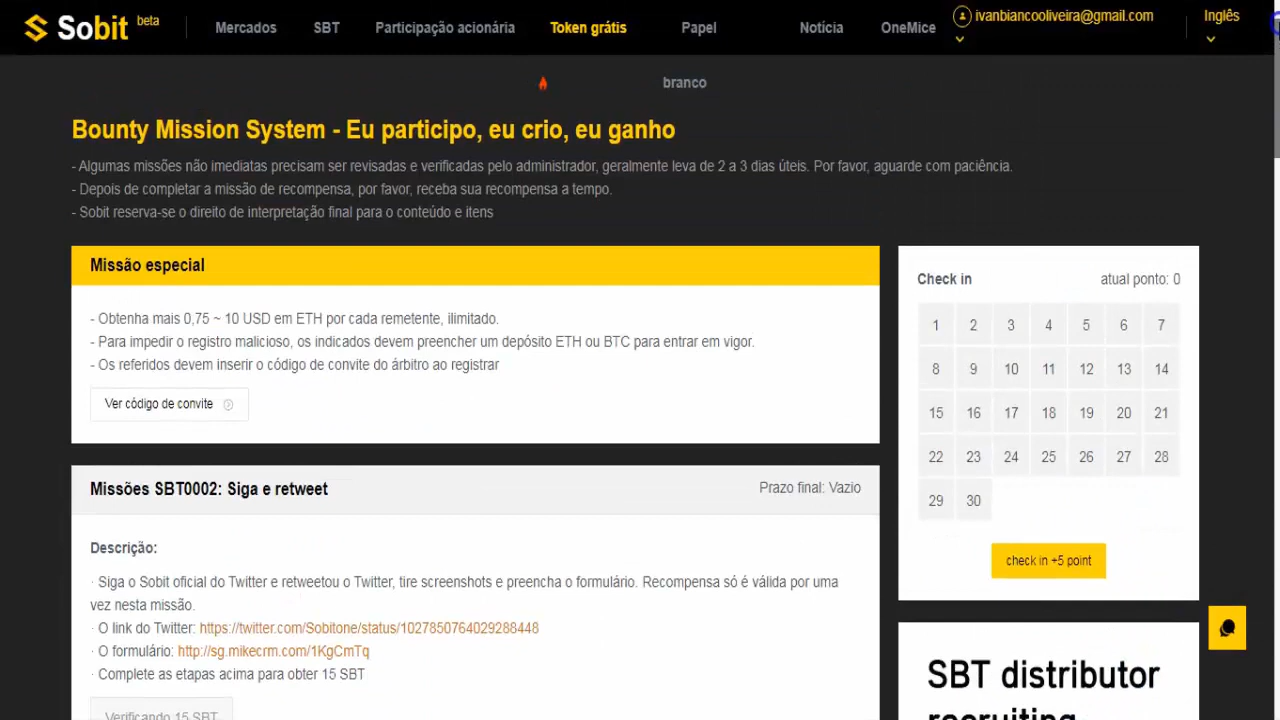 Sobit beta
Mercados SBT Participação acionária Token grátis Papel branco Notícia OneMice ivanbiancooliveira@gmail.com Inglês
Bounty Mission System - Eu participo, eu crio, eu ganho
- Algumas missões não imediatas precisam ser revisadas e verificadas pelo administrador, geralmente leva de 2 a 3 dias úteis. Por favor, aguarde com paciência.
- Depois de completar a missão de recompensa, por favor, receba sua recompensa a tempo.
- Sobit reserva-se o direito de interpretação final para o conteúdo e itens
Missão especial
- Obtenha mais 0,75 ~ 10 USD em ETH por cada remetente, ilimitado.
- Para impedir o registro malicioso, os indicados devem preencher um depósito ETH ou BTC para entrar em vigor.
- Os referidos devem inserir o código de convite do árbitro ao registrar
Ver código de convite
Missões SBT0002: Siga e retweet
Prazo final: Vazio
Descrição:
· Siga o Sobit oficial do Twitter e retweetou o Twitter, tire screenshots e preencha o formulário. Recompensa só é válida por uma
vez nesta missão.
· O link do Twitter: https://twitter.com/Sobitone/status/1027850764029288448
· O formulário: http://sg.mikecrm.com/1KgCmTq
· Complete as etapas acima para obter 15 SBT
Verificando 15 SBT
Check in
atual ponto: 0
1 2 3 4 5 6 7
8 9 10 11 12 13 14
15 16 17 18 19 20 21
22 23 24 25 26 27 28
29 30
check in +5 point
SBT distributor
recruiting